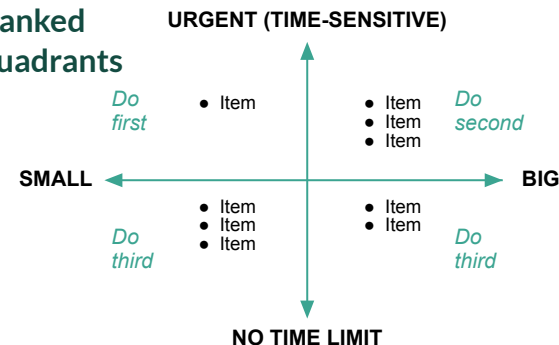 anked
uadrants
URGENT (TIME-SENSITIVE)
Do
first
● Item
● Item
● Item
● Item
Do
second
SMALL
BIG
Do
third
● Item
● Item
● Item
● Item
● Item
Do
third
NO TIME LIMIT